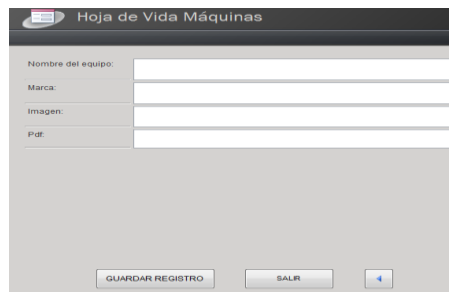 Hoja de Vida Máquinas
Nombre del equipo:
Marca:
Imagen:
Pdf:
GUARDAR REGISTRO
SALIR